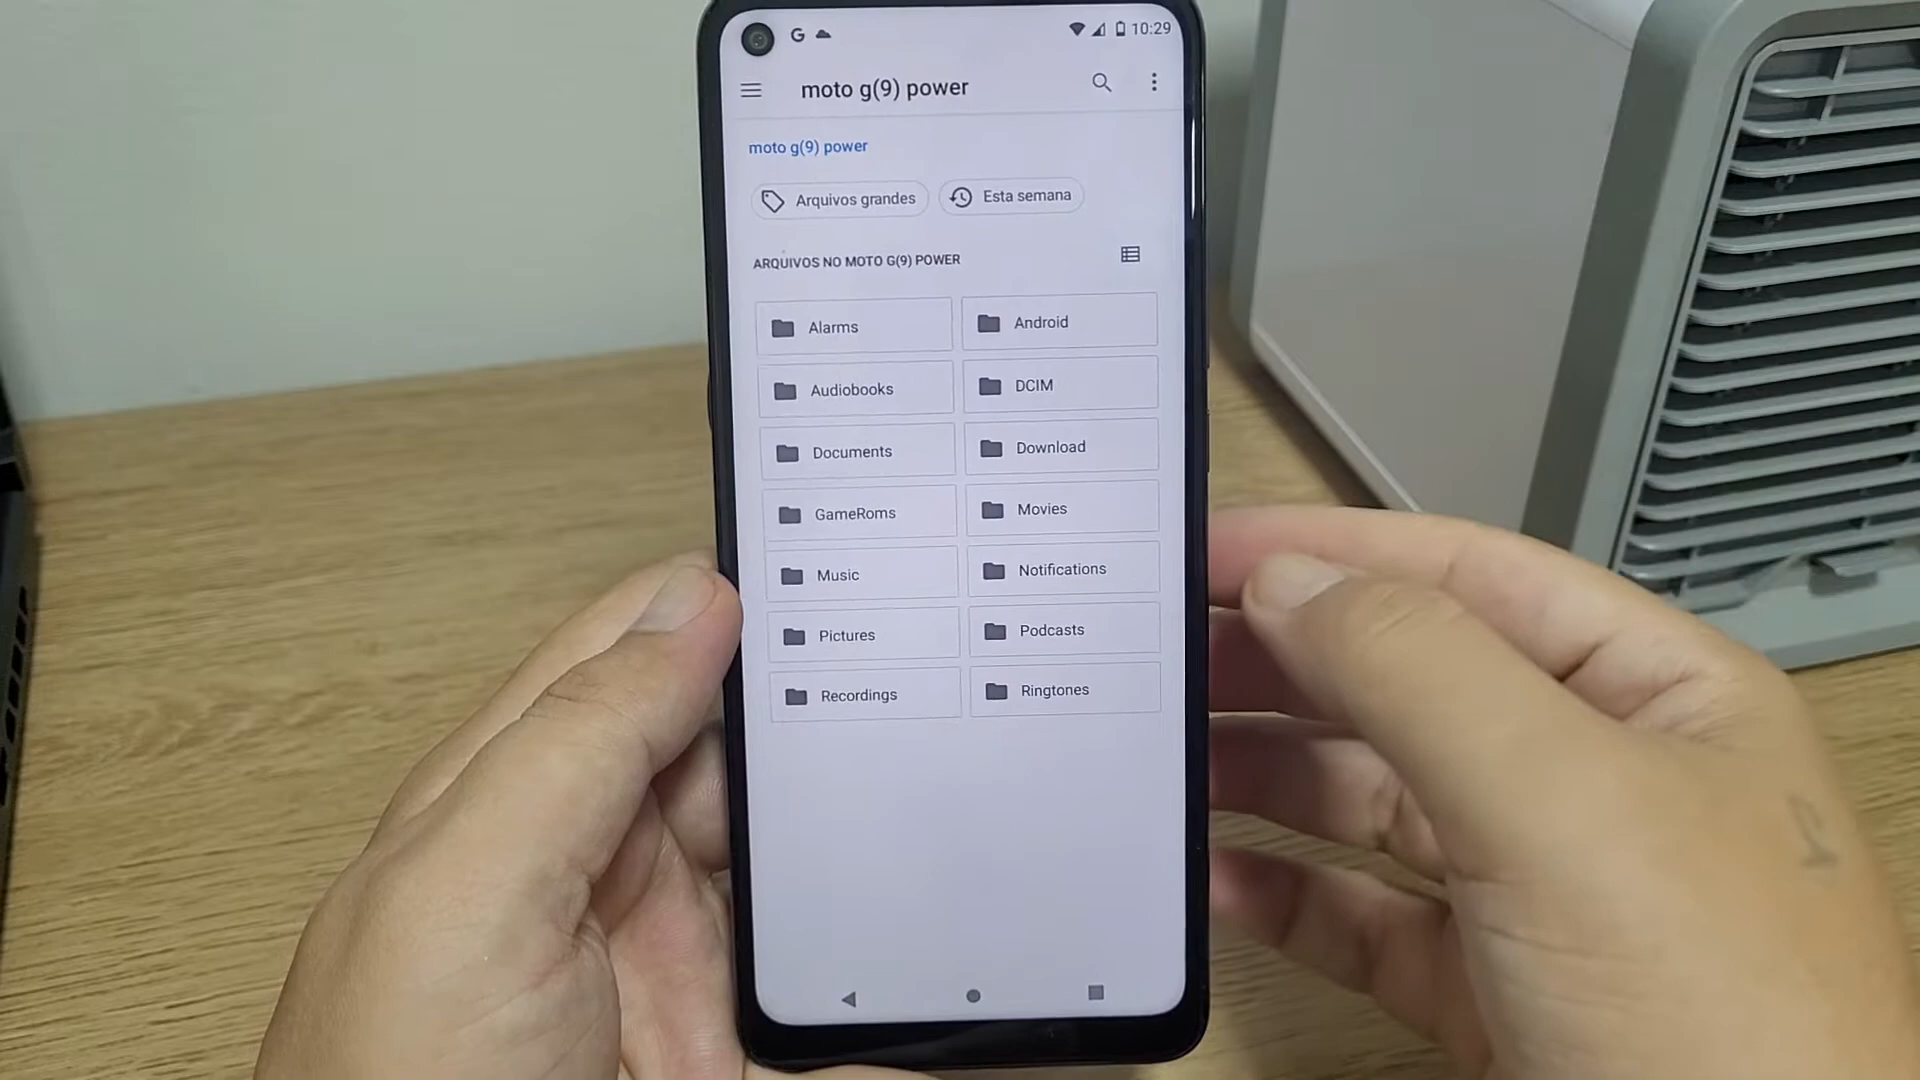 G 10:29
moto g(9) power
moto g(9) power
Arquivos grandes Esta semana
ARQUIVOS NO MOTO G(9) POWER
Alarms Android
Audiobooks DCIM
Documents Download
GameRoms Movies
Music Notifications
Pictures Podcasts
Recordings Ringtones